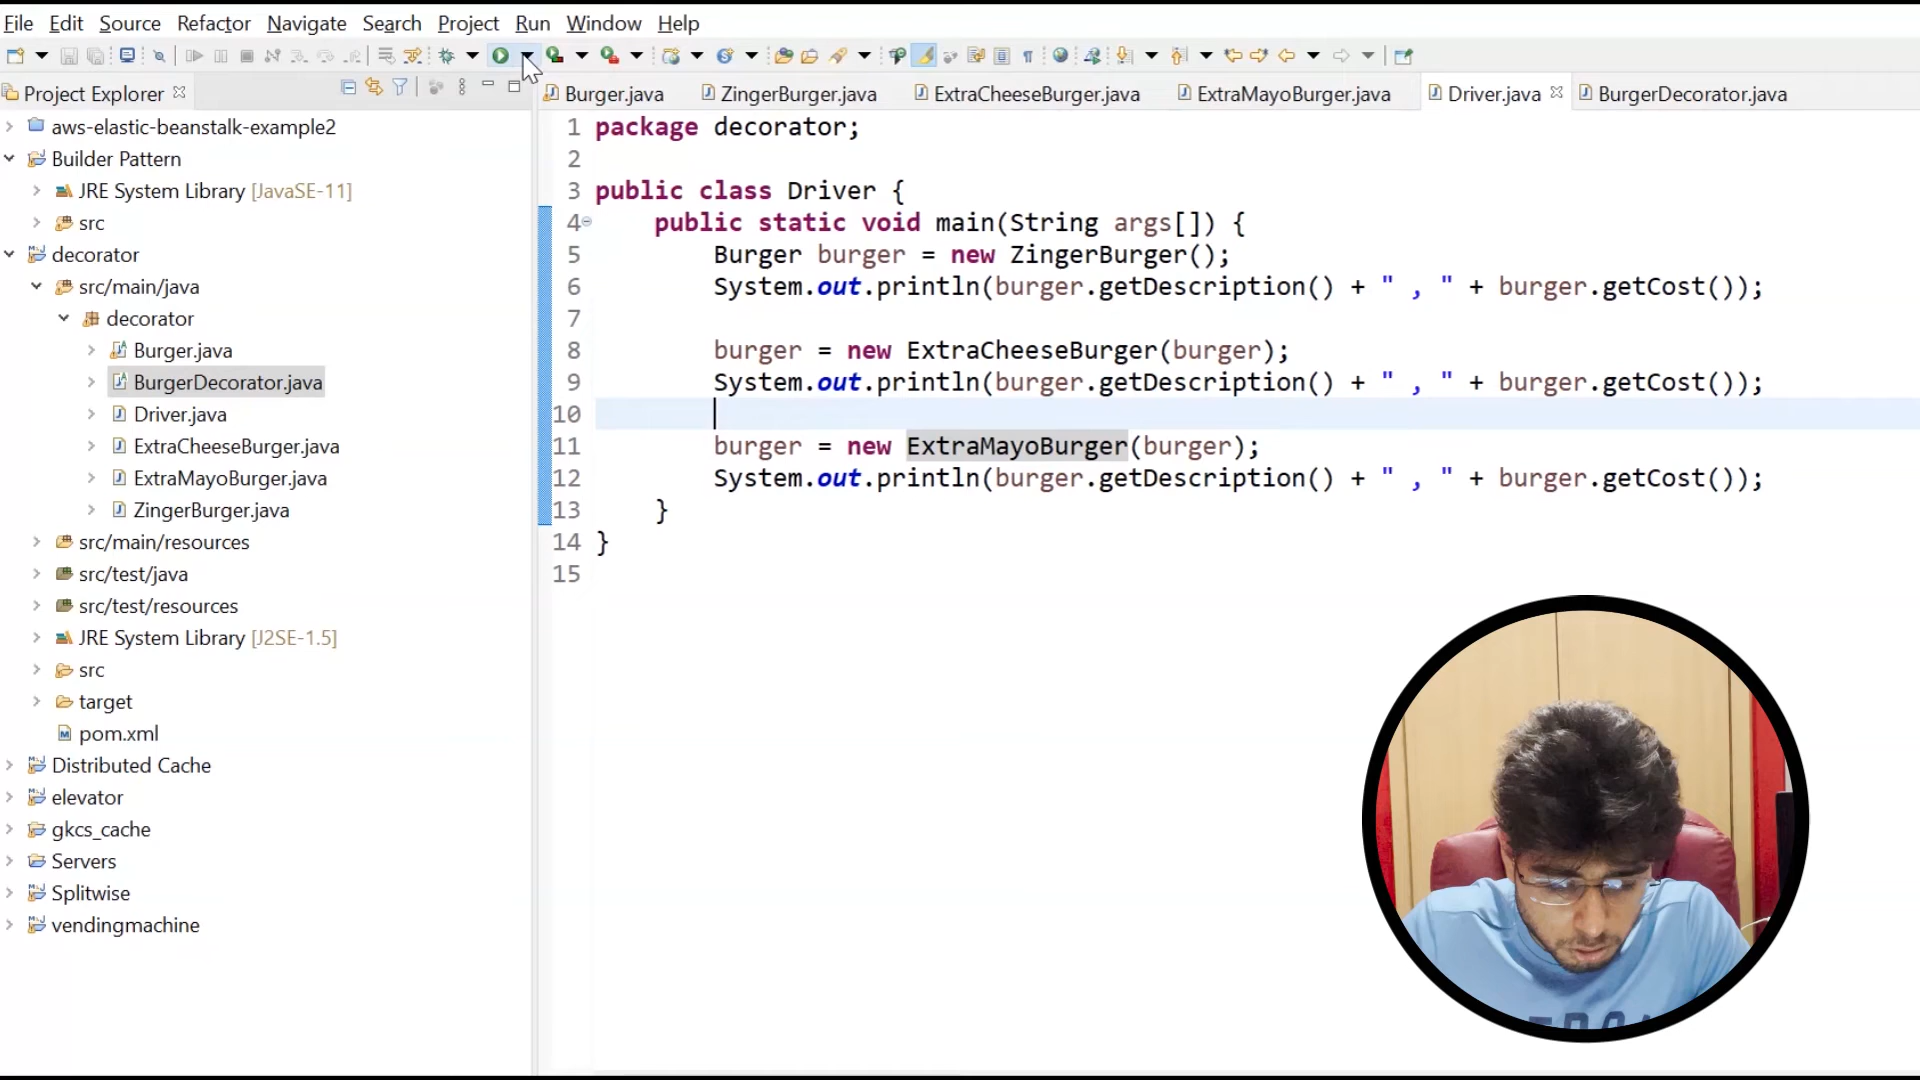 File Edit Source Refactor Navigate Search Project Run Window Help
Project Explorer
Burger.java ZingerBurger.java ExtraCheeseBurger.java ExtraMayoBurger.java Driver.java BurgerDecorator.java
aws-elastic-beanstalk-example2
Builder Pattern
JRE System Library [JavaSE-11]
src
decorator
src/main/java
decorator
Burger.java
BurgerDecorator.java
Driver.java
ExtraCheeseBurger.java
ExtraMayoBurger.java
ZingerBurger.java
src/main/resources
src/test/java
src/test/resources
JRE System Library [J2SE-1.5]
src
target
pom.xml
Distributed Cache
elevator
gkcs_cache
Servers
Splitwise
vendingmachine
1 package decorator;
2
3 public class Driver {
4 public static void main(String args[]) {
5 Burger burger = new ZingerBurger();
6 System.out.println(burger.getDescription() + " , " + burger.getCost());
7
8 burger = new ExtraCheeseBurger(burger);
9 System.out.println(burger.getDescription() + " , " + burger.getCost());
10
11 burger = new ExtraMayoBurger(burger);
12 System.out.println(burger.getDescription() + " , " + burger.getCost());
13 }
14 }
15